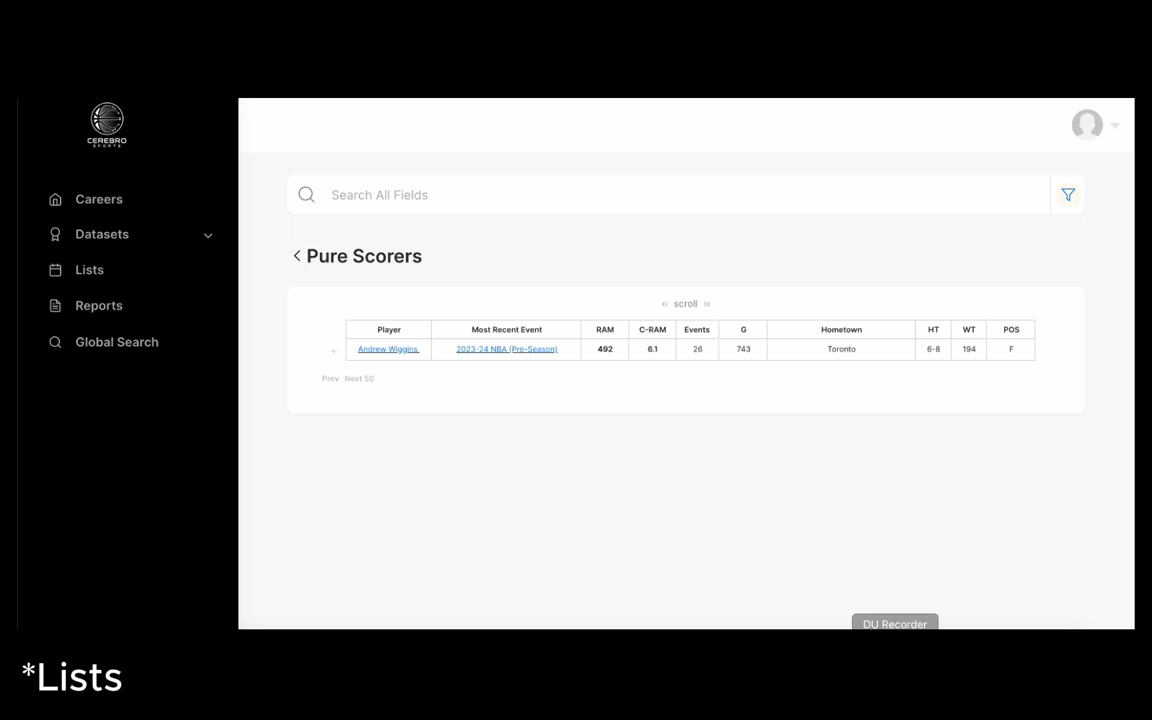 CEREBRO
SPORTS
Careers
Datasets
Lists
Reports
Global Search
Search All Fields
< Pure Scorers
« scroll »
Player Most Recent Event RAM C-RAM Events G Hometown HT WT POS
+ Andrew Wiggins 2023-24 NBA (Pre-Season) 492 6.1 26 743 Toronto 6-8 194 F
Prev Next 50
DU Recorder
*Lists